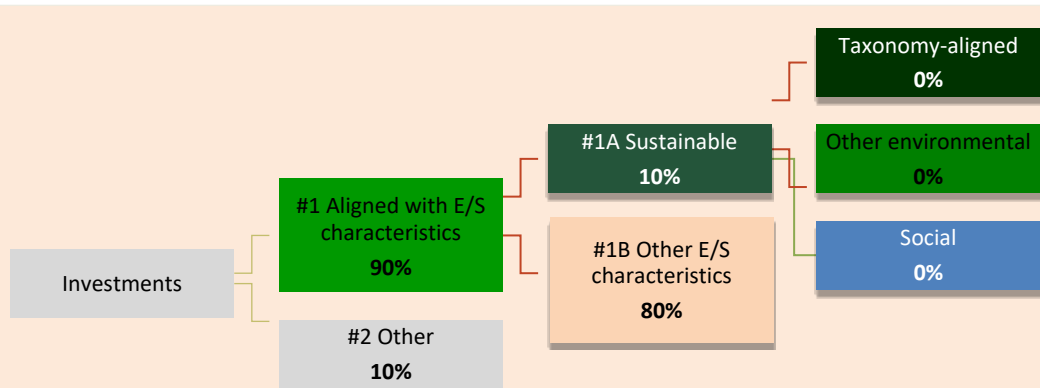 Investments
#1 Aligned with E/S
characteristics
90%
#2 Other
10%
#1A Sustainable
10%
#1B Other E/S
characteristics
80%
Taxonomy-aligned
0%
Other environmental
0%
Social
0%